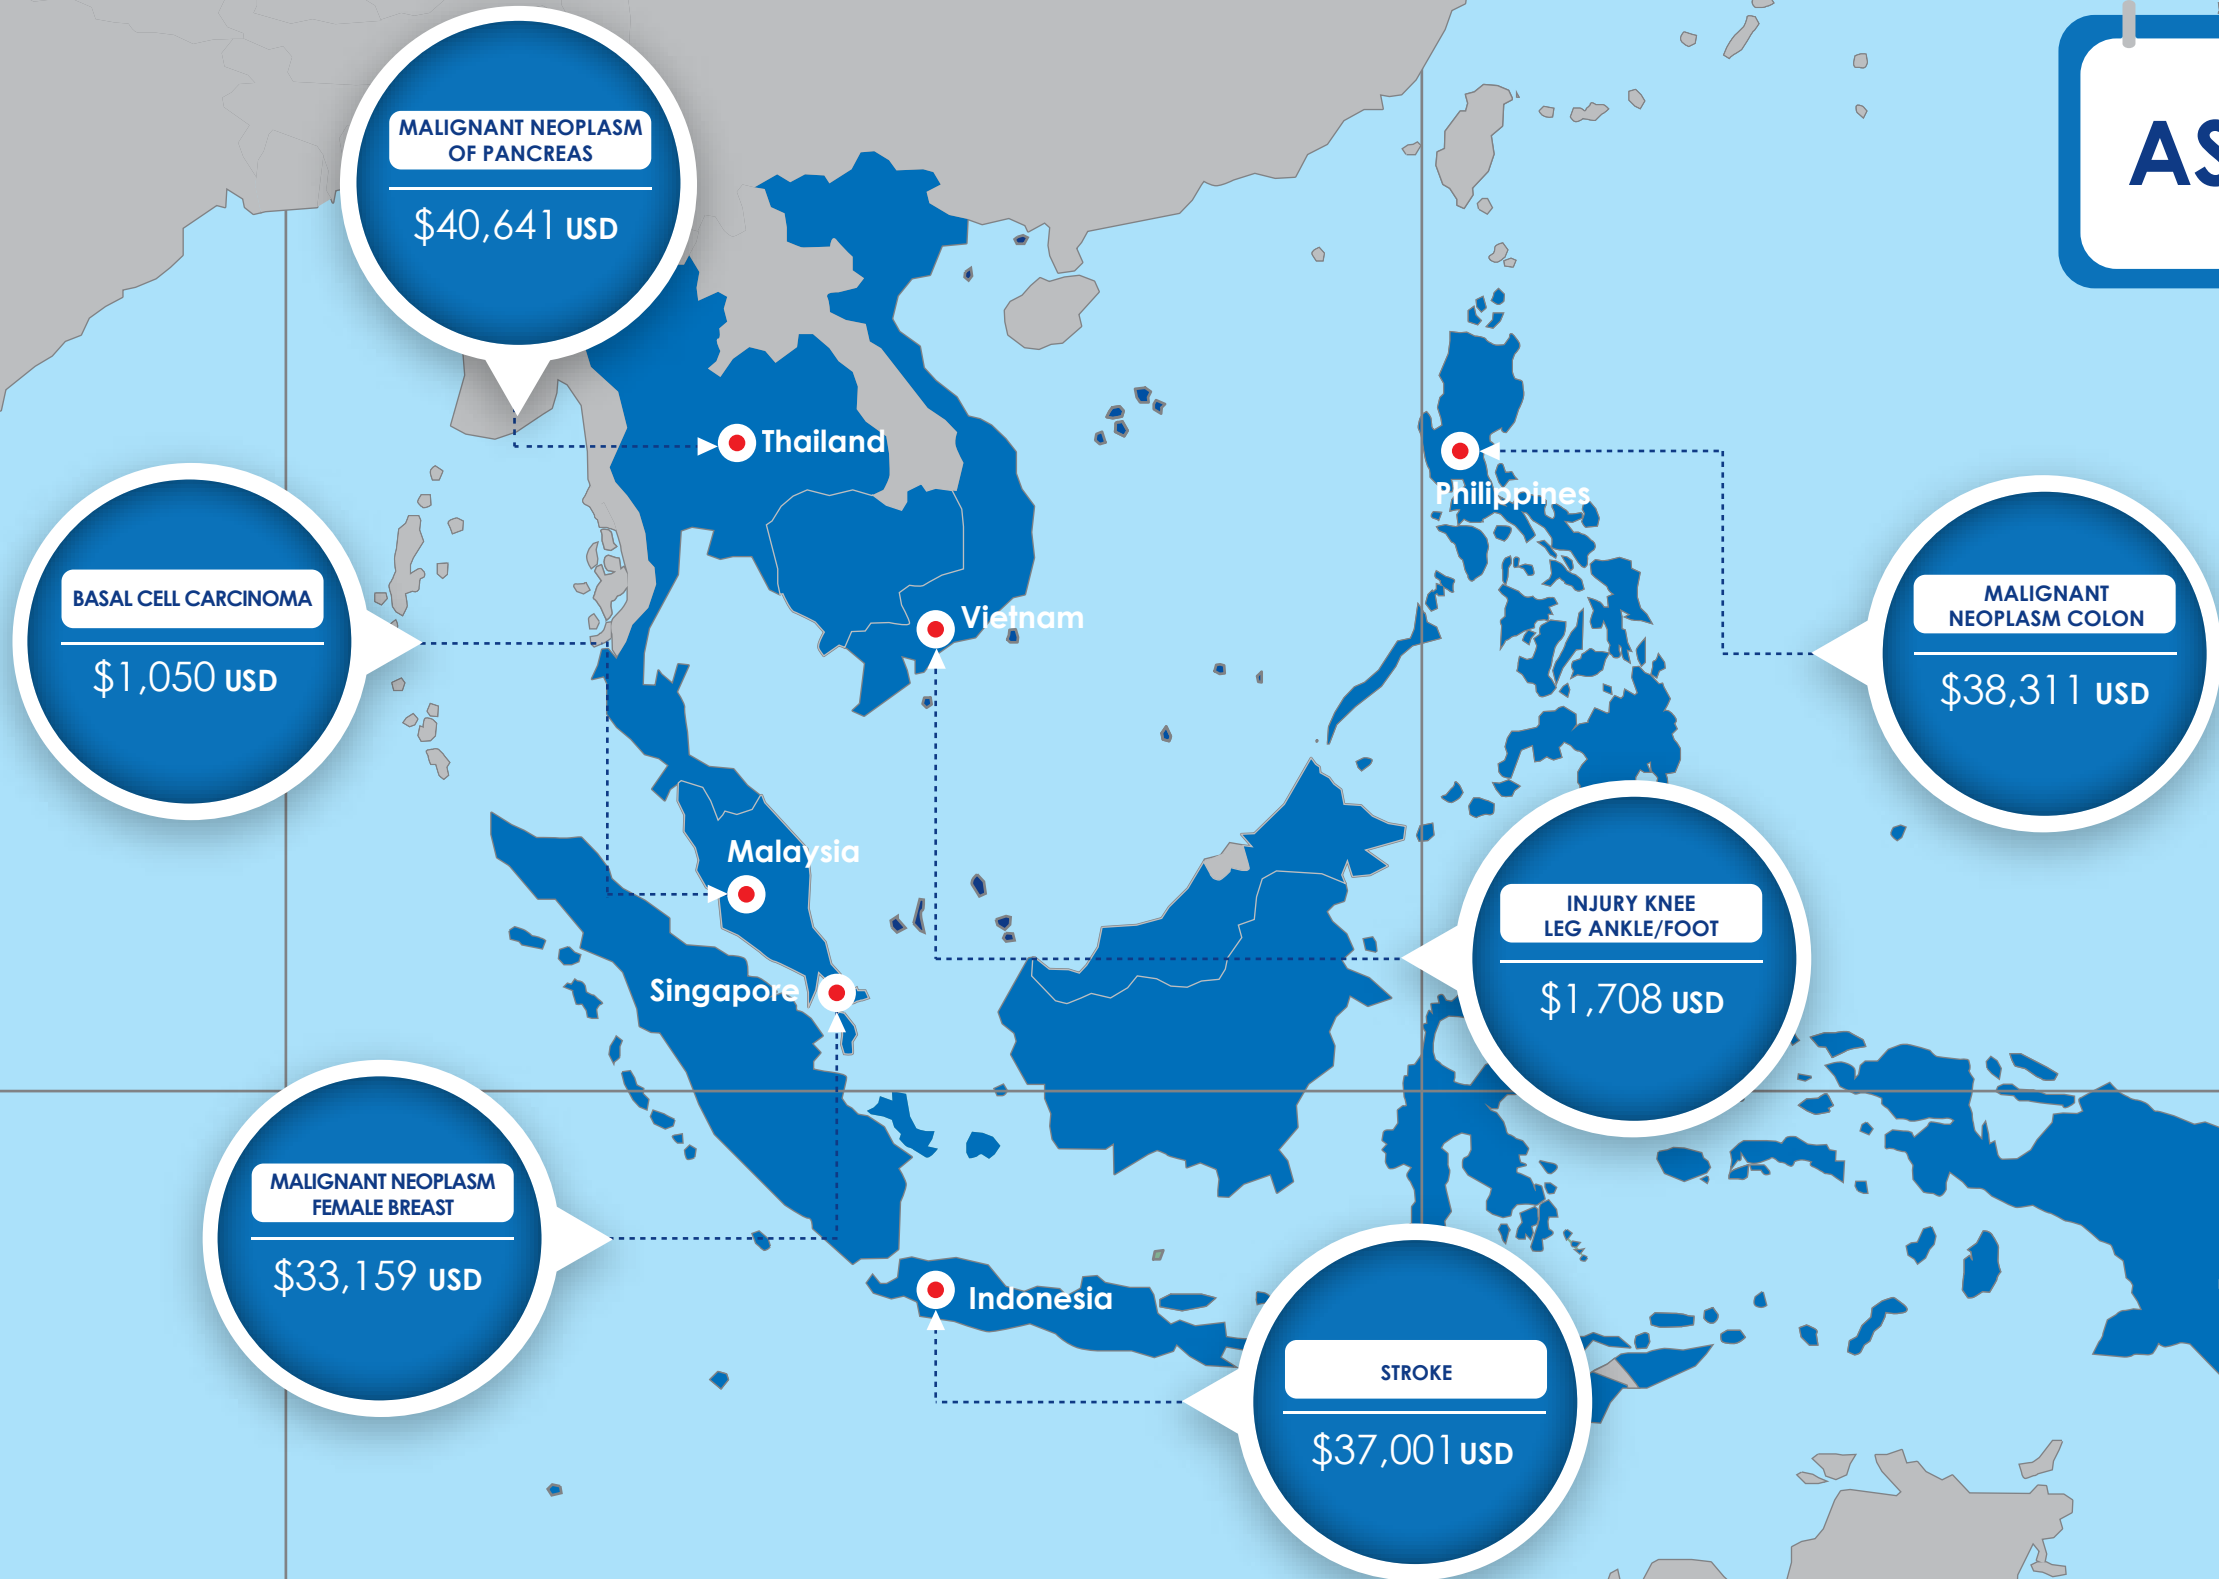 MALIGNANT NEOPLASM
OF PANCREAS
$40,641 USD
AS
Thailand
Philippines
BASAL CELL CARCINOMA
$1,050 USD
MALIGNANT
NEOPLASM COLON
$38,311 USD
Vietnam
Malaysia
INJURY KNEE
LEG ANKLE/FOOT
$1,708 USD
Singapore
MALIGNANT NEOPLASM
FEMALE BREAST
$33,159 USD
Indonesia
STROKE
$37,001 USD